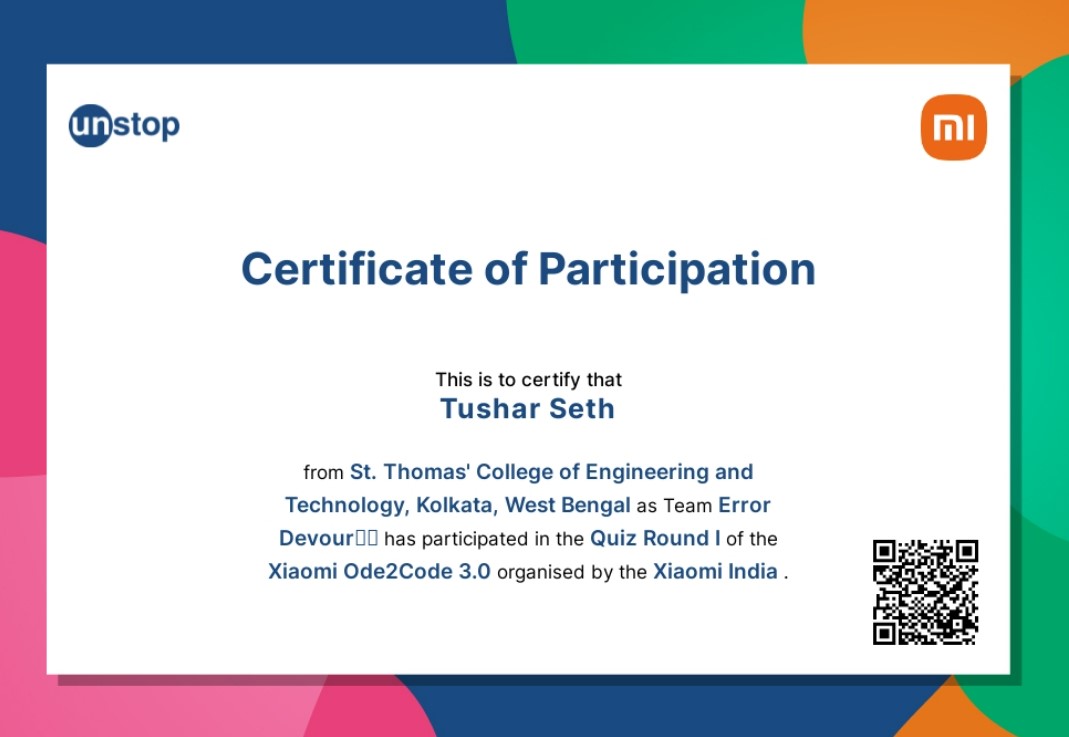 unstop
mi
Certificate of Participation
This is to certify that
Tushar Seth
from St. Thomas' College of Engineering and
Technology, Kolkata, West Bengal as Team Error
Devour▯▯ has participated in the Quiz Round I of the
Xiaomi Ode2Code 3.0 organised by the Xiaomi India .